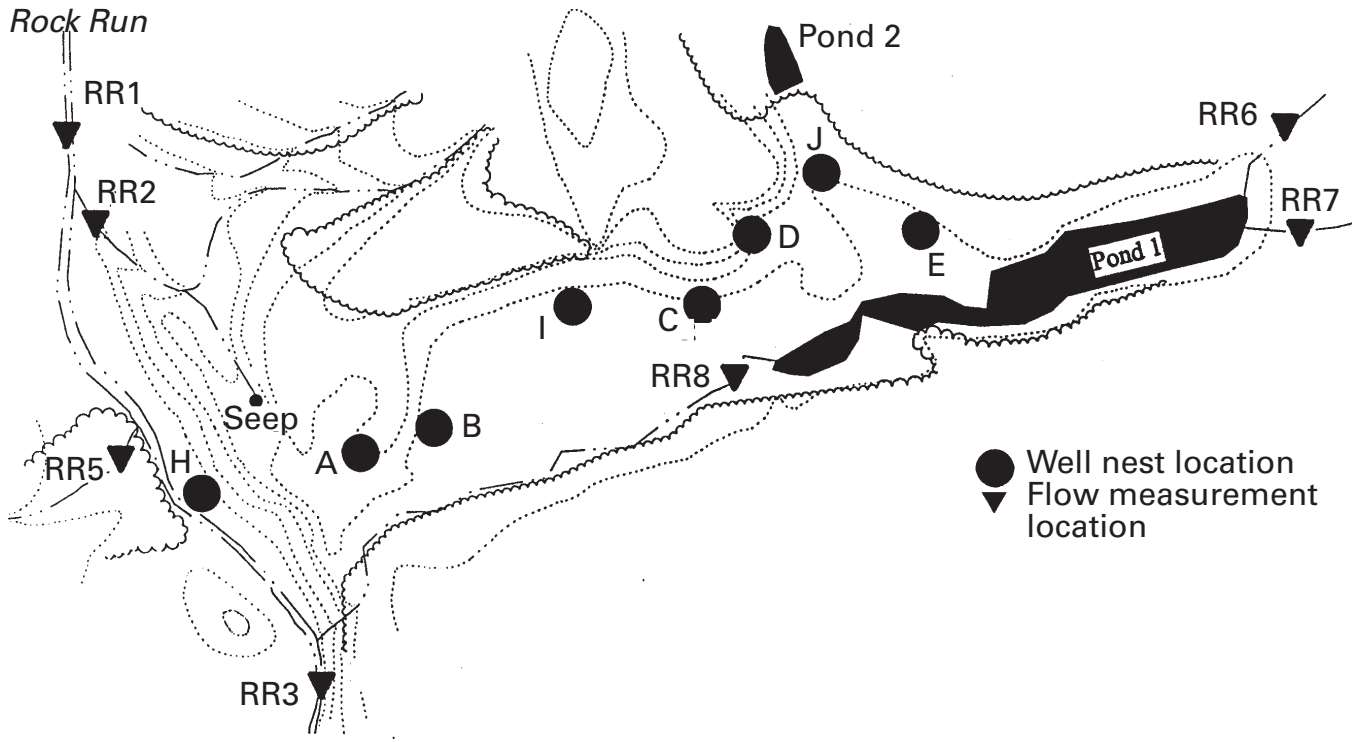 Rock Run
Pond 2
RR1
RR6
J
RR2
RR7
D
E
Pond 1
I
C
RR8
Seep
B
A
H
RR5
Well nest location
Flow measurement
location
RR3